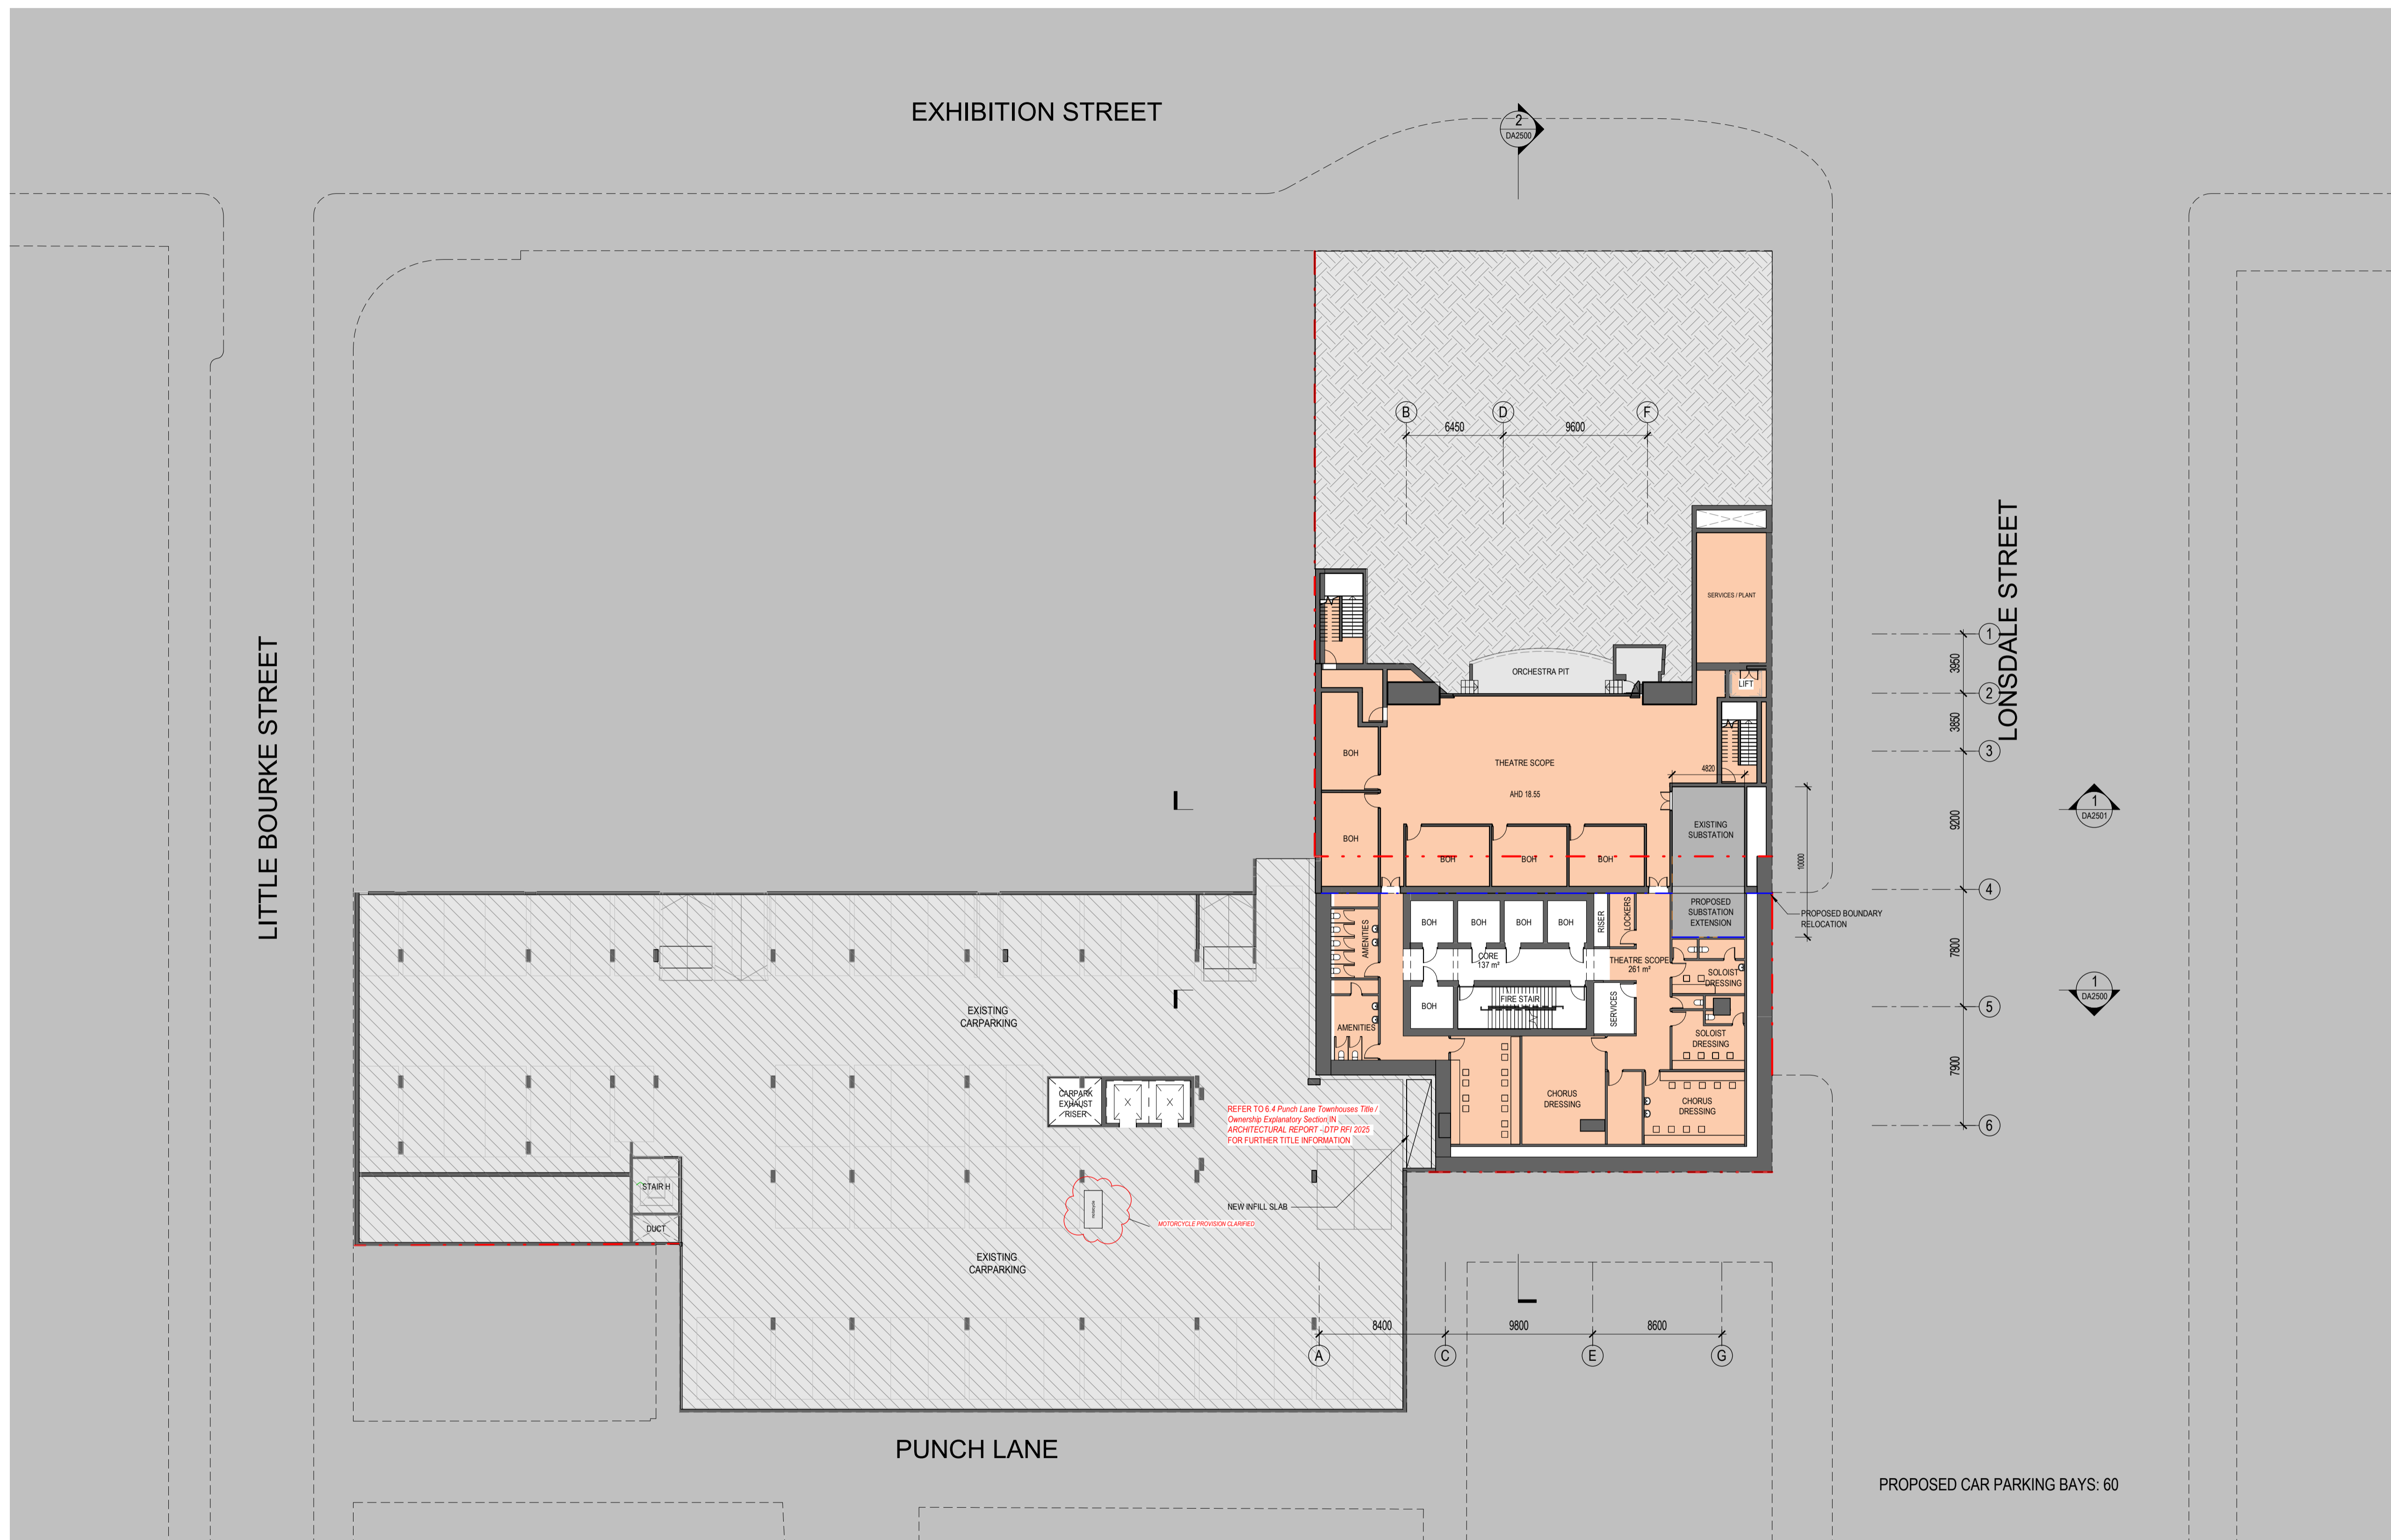 EXHIBITION STREET
2
DA2500
B
D
F
6450
9600
LITTLE BOURKE STREET
LONSDALE STREET
SERVICES / PLANT
1
3950
ORCHESTRA PIT
LIFT
2
3850
BOH
THEATRE SCOPE
3
4820
AHD 18.55
EXISTING
SUBSTATION
9200
1
DA2501
BOH
BOH
BOH
BOH
10000
4
BOH
BOH
BOH
BOH
RISER
LOCKERS
PROPOSED
SUBSTATION
EXTENSION
PROPOSED BOUNDARY
RELOCATION
AMENITIES
CORE
137 m²
THEATRE SCOPE
261 m²
7800
SOLOIST
DRESSING
1
DA2500
BOH
FIRE STAIR
SERVICES
5
EXISTING
CARPARKING
AMENITIES
SOLOIST
DRESSING
7900
CARPARK
EXHAUST
RISER
CHORUS
DRESSING
CHORUS
DRESSING
REFER TO 6.4 Punch Lane Townhouses Title /
Ownership Explanatory Section IN
ARCHITECTURAL REPORT - DTP RFI 2025
FOR FURTHER TITLE INFORMATION
6
STAIR H
DUCT
NEW INFILL SLAB
MOTORCYCLE PROVISION CLARIFIED
EXISTING
CARPARKING
8400
9800
8600
A
C
E
G
PUNCH LANE
PROPOSED CAR PARKING BAYS: 60